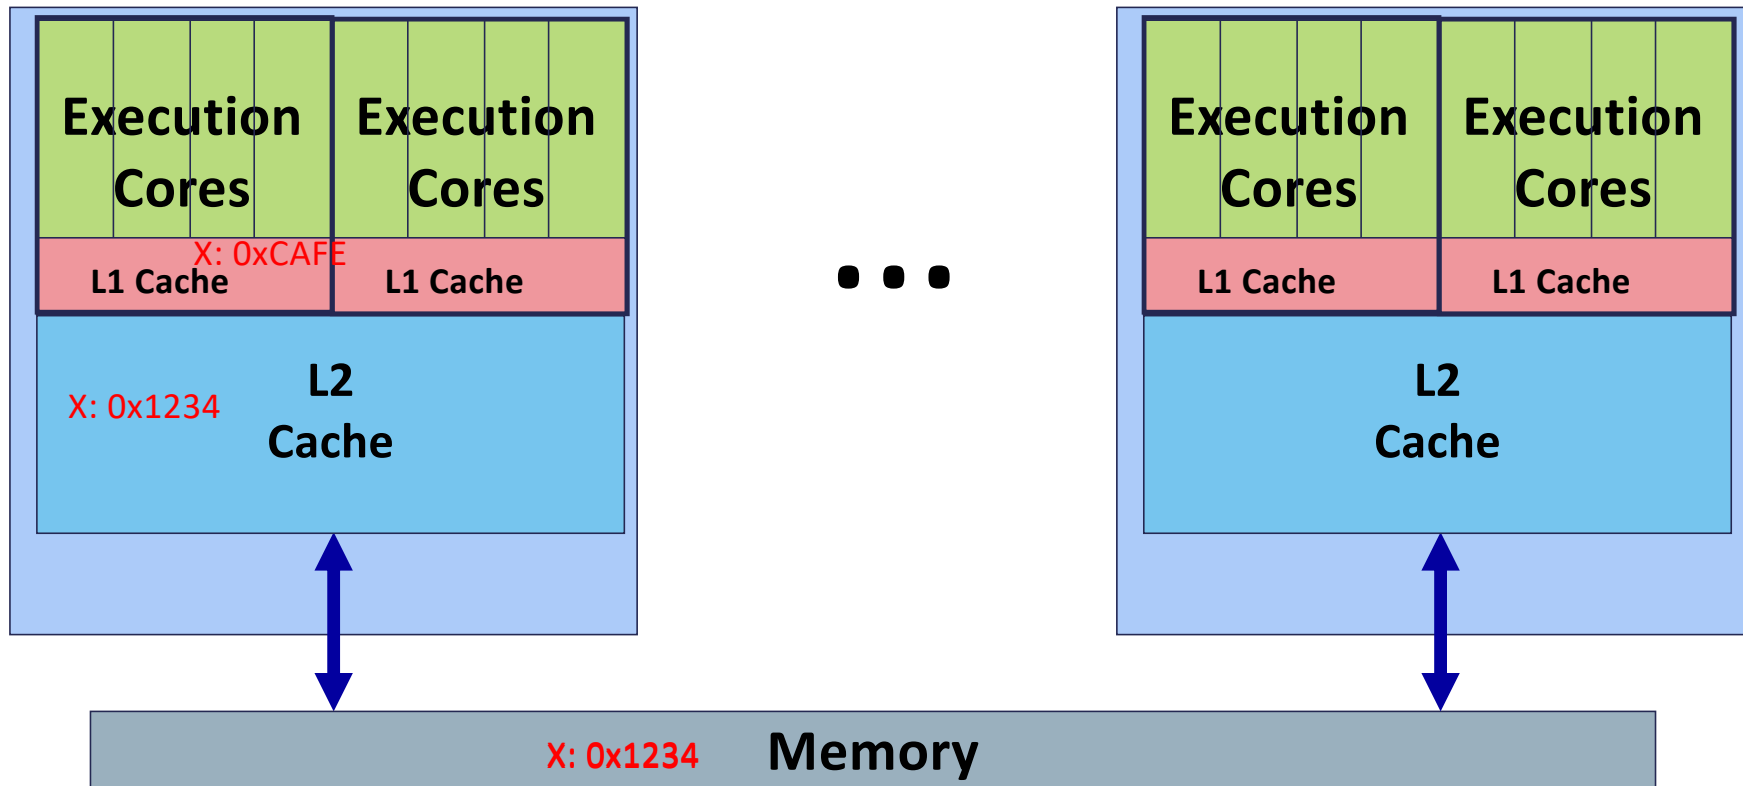 Execution
Cores
Execution
Cores
Execution
Cores
Execution
Cores
X: 0xCAFE
L1 Cache
L1 Cache
L1 Cache
L1 Cache
...
L2
Cache
X: 0x1234
L2
Cache
X: 0x1234
Memory